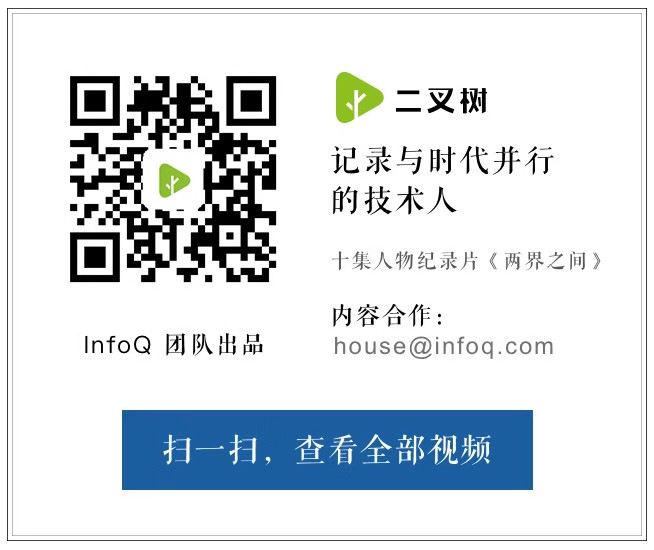 二叉树
记录与时代并行
的技术人
十集人物纪录片《两界之间》
内容合作：
house@infoq.com
InfoQ 团队出品
扫一扫，查看全部视频